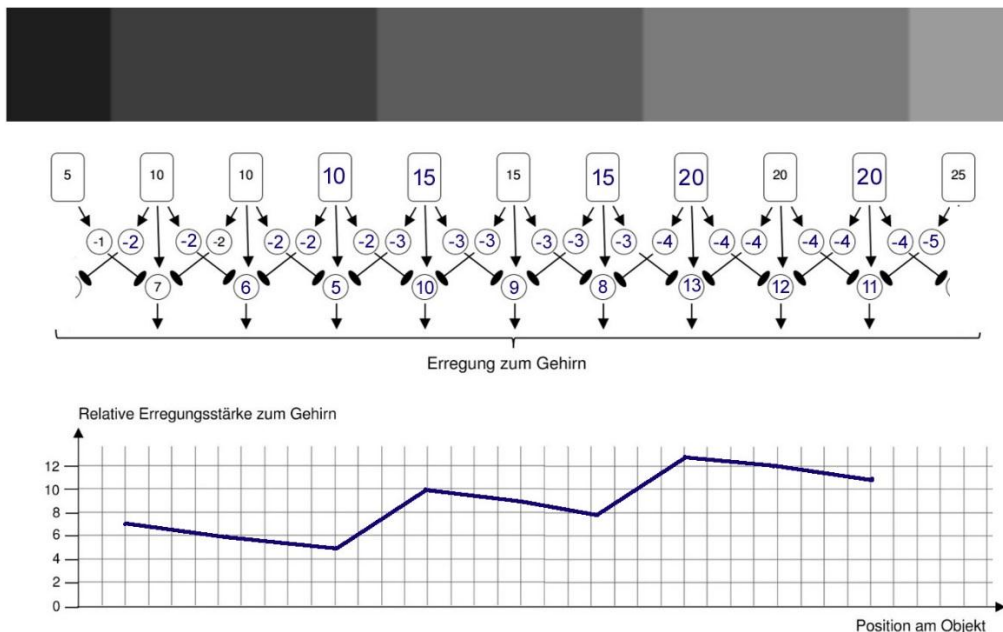 5 10 10 10 15 15 15 20 20 20 25
-1 -2 -2 -2 -2 -2 -2 -3 -3 -3 -3 -3 -3 -4 -4 -4 -4 -4 -4 -5
7 6 5 10 9 8 13 12 11
Erregung zum Gehirn
Relative Erregungsstärke zum Gehirn
12
10
8
6
4
2
0
Position am Objekt